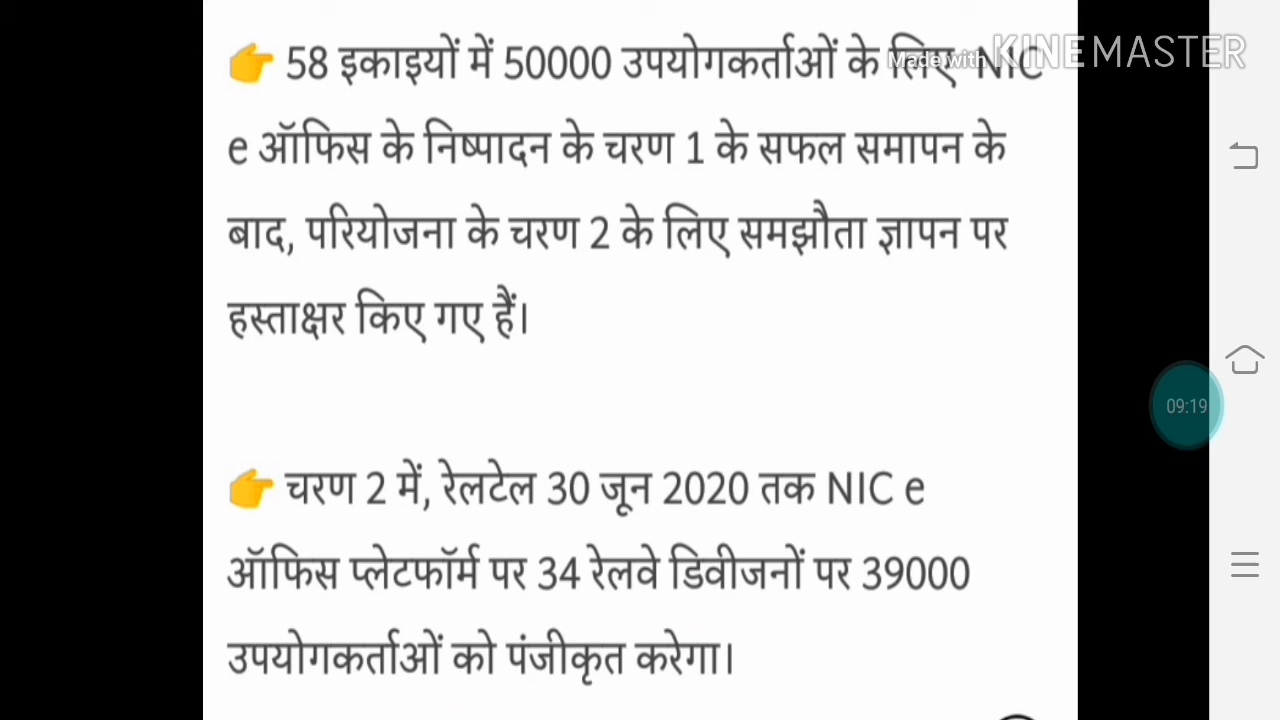 👉 58 इकाइयों में 50000 उपयोगकर्ताओं के लिए NIC
Made with KINEMASTER
e ऑफिस के निष्पादन के चरण 1 के सफल समापन के
बाद, परियोजना के चरण 2 के लिए समझौता ज्ञापन पर
हस्ताक्षर किए गए हैं।
09:19
👉 चरण 2 में, रेलटेल 30 जून 2020 तक NIC e
ऑफिस प्लेटफॉर्म पर 34 रेलवे डिवीजनों पर 39000
उपयोगकर्ताओं को पंजीकृत करेगा।